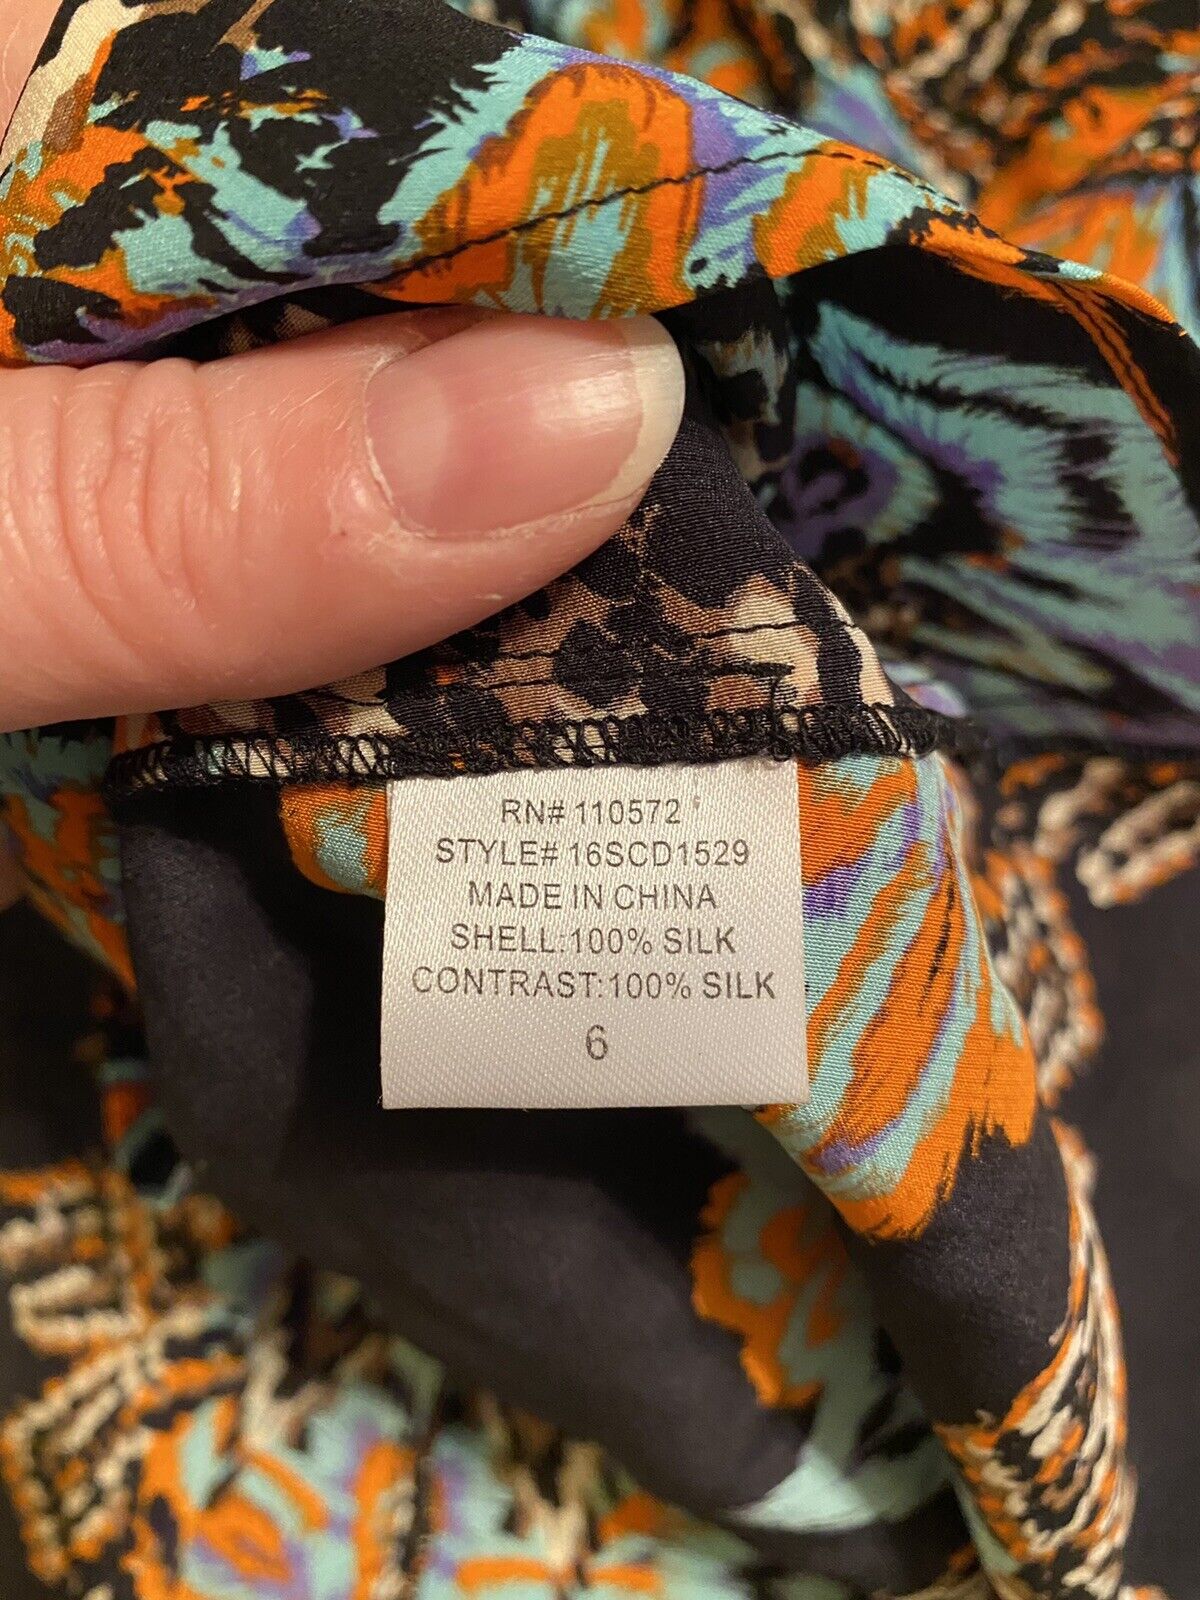 RN# 110572
STYLE# 16SCD1529
MADE IN CHINA
SHELL:100% SILK
CONTRAST:100% SILK
6